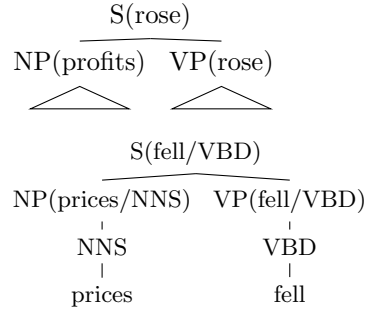 S(rose)
NP(profits) VP(rose)
S(fell/VBD)
NP(prices/NNS) VP(fell/VBD)
NNS VBD
prices fell